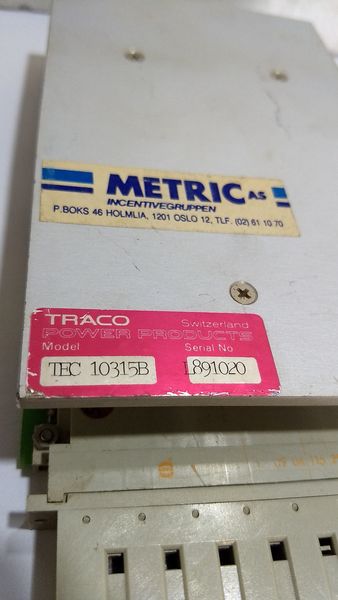 METRIC AS
INCENTIVEGRUPPEN
P.BOKS 46 HOLMLIA, 1201 OSLO 12, TLF. (02) 61 10 70
TRACO Switzerland
POWER PRODUCTS
Model Serial No
TEC 10315B L891020